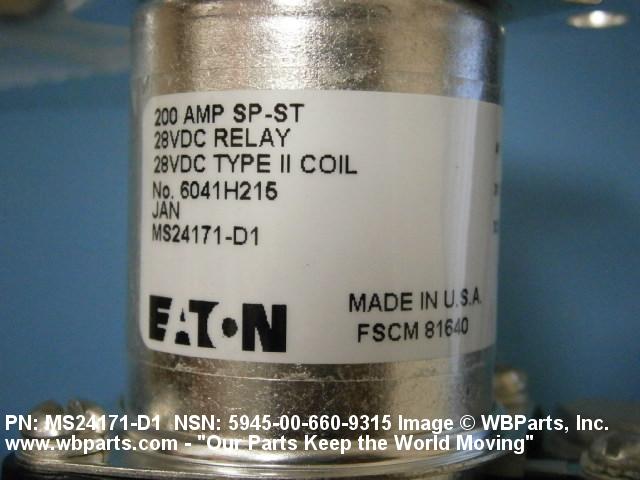 200 AMP SP-ST
28VDC RELAY
28VDC TYPE II COIL
No. 6041H215
JAN
MS24171-D1
EATON
MADE IN U.S.A.
FSCM 81640
PN: MS24171-D1 NSN: 5945-00-660-9315 Image © WBParts, Inc.
www.wbparts.com - "Our Parts Keep the World Moving"